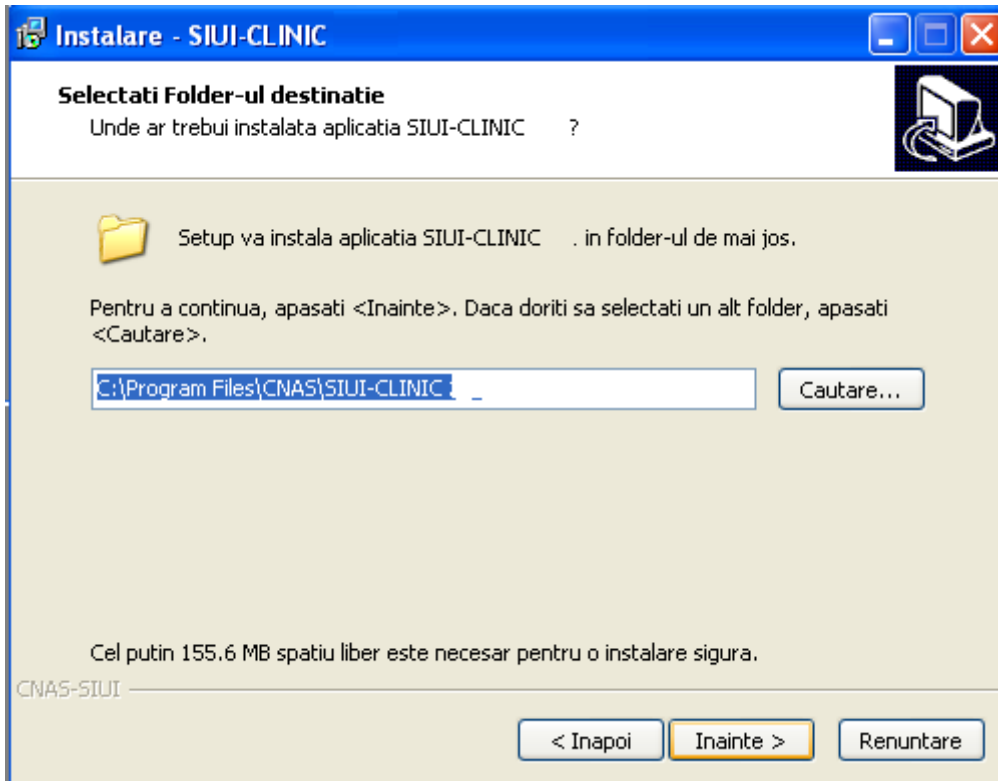 Instalare - SIUI-CLINIC
Selectati Folder-ul destinatie
Unde ar trebui instalata aplicatia SIUI-CLINIC ?
Setup va instala aplicatia SIUI-CLINIC . in folder-ul de mai jos.
Pentru a continua, apasati <Inainte>. Daca doriti sa selectati un alt folder, apasati
<Cautare>.
C:\Program Files\CNAS\SIUI-CLINIC
Cautare...
Cel putin 155.6 MB spatiu liber este necesar pentru o instalare sigura.
CNAS-SIUI
< Inapoi
Inainte >
Renuntare